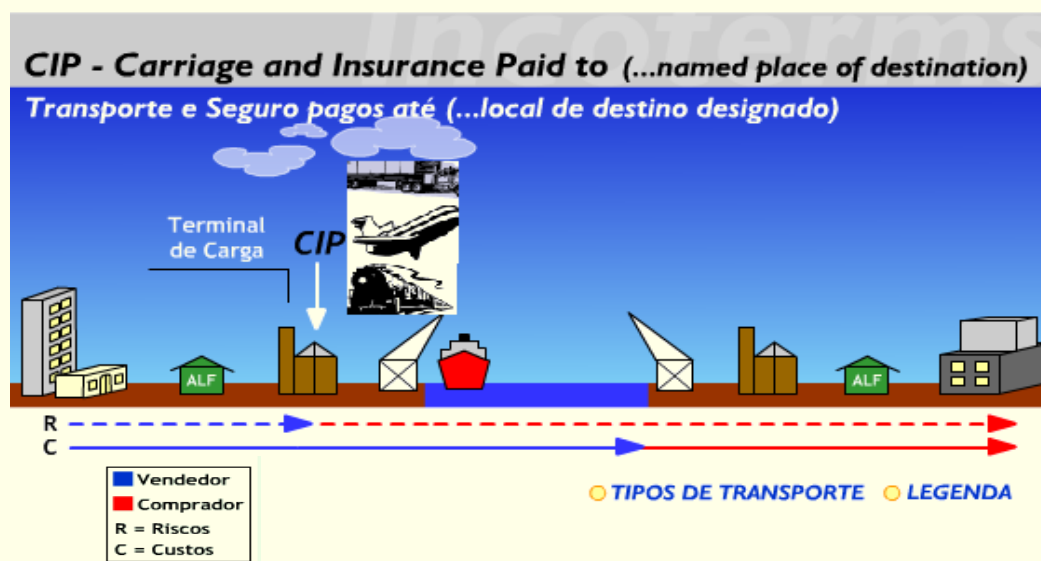 Incoterms
CIP - Carriage and Insurance Paid to (...named place of destination)
Transporte e Seguro pagos até (...local de destino designado)
Terminal
de Carga
CIP
ALF
ALF
R
C
Vendedor
Comprador
R = Riscos
C = Custos
TIPOS DE TRANSPORTE
LEGENDA